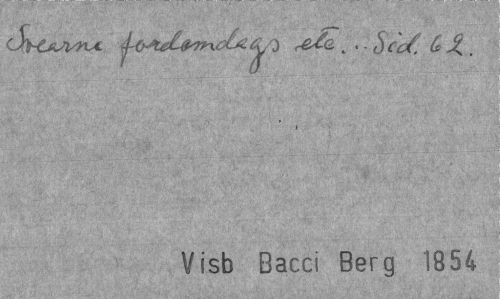 Svearne fordomdags etc... Sid. 62.
Visb Bacci Berg 1854